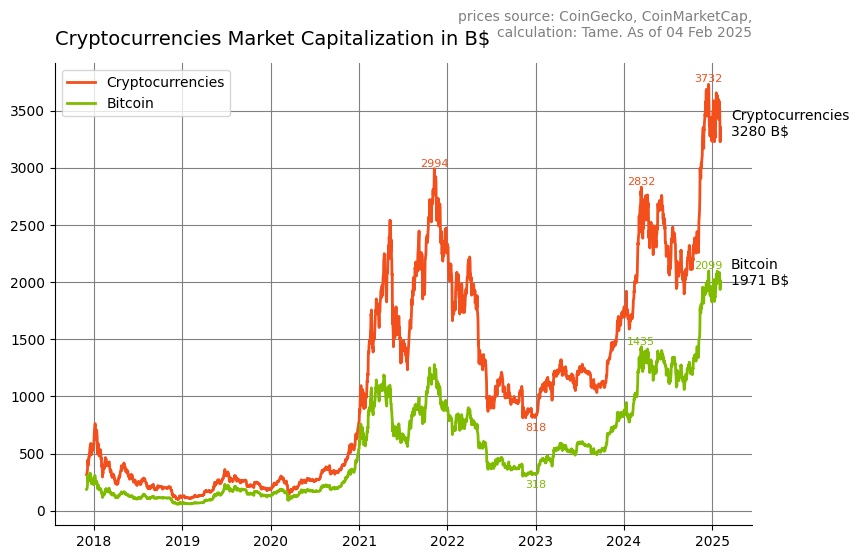 prices source: CoinGecko, CoinMarketCap,
calculation: Tame. As of 04 Feb 2025
Cryptocurrencies Market Capitalization in B$
Cryptocurrencies
Bitcoin
3732
Cryptocurrencies
3280 B$
2994
2832
Bitcoin
1971 B$
2099
1435
818
318
3500
3000
2500
2000
1500
1000
500
0
2018 2019 2020 2021 2022 2023 2024 2025